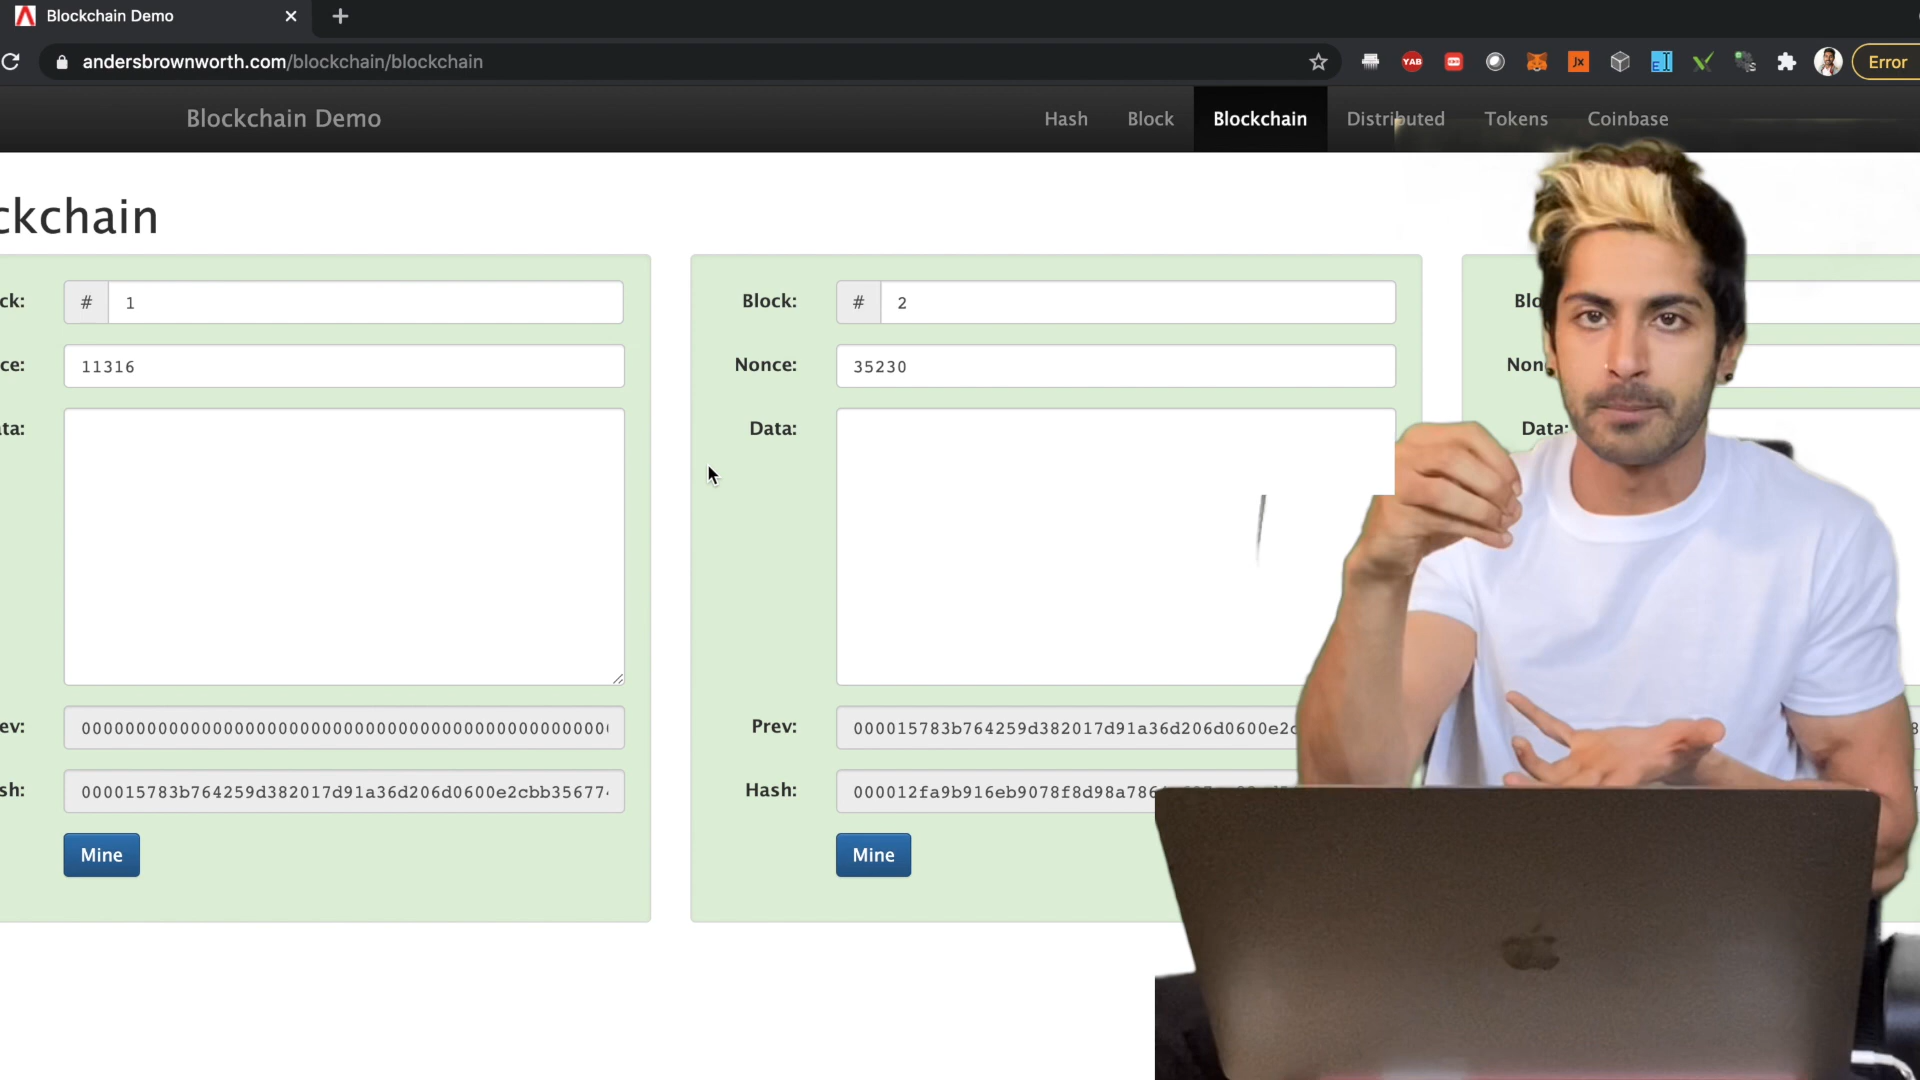 Blockchain Demo
andersbrownworth.com/blockchain/blockchain
YAB
Jx
Error
Blockchain Demo
Hash
Block
Blockchain
Distributed
Tokens
Coinbase
ckchain
ck:
# 1
Block:
# 2
Blo
ce:
11316
Nonce:
35230
Non
ta:
Data:
Data:
ev:
Prev:
000015783b764259d382017d91a36d206d0600e2c
sh:
000015783b764259d382017d91a36d206d0600e2cbb35677
Hash:
000012fa9b916eb9078f8d98a786
Mine
Mine